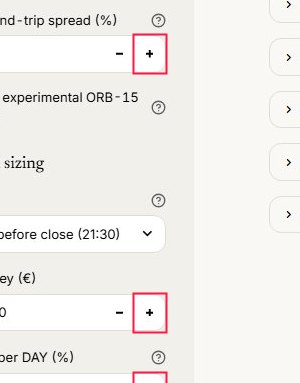 nd-trip spread (%)
experimental ORB-15
sizing
before close (21:30)
ey (€)
0
per DAY (%)